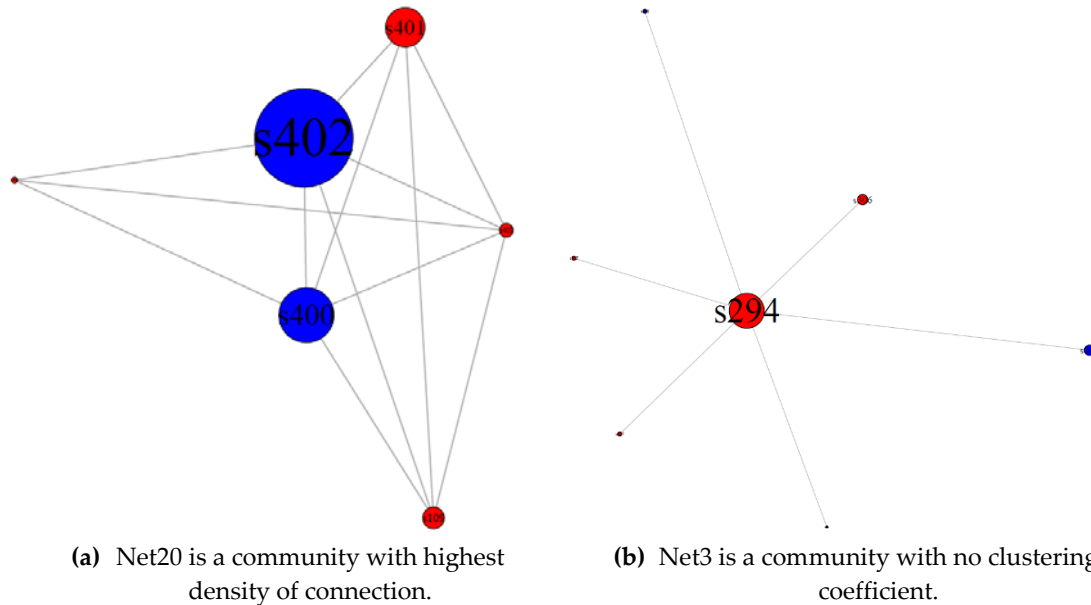 s401
s402
s400
s109
s294
(a) Net20 is a community with highest
density of connection.
(b) Net3 is a community with no clustering
coefficient.